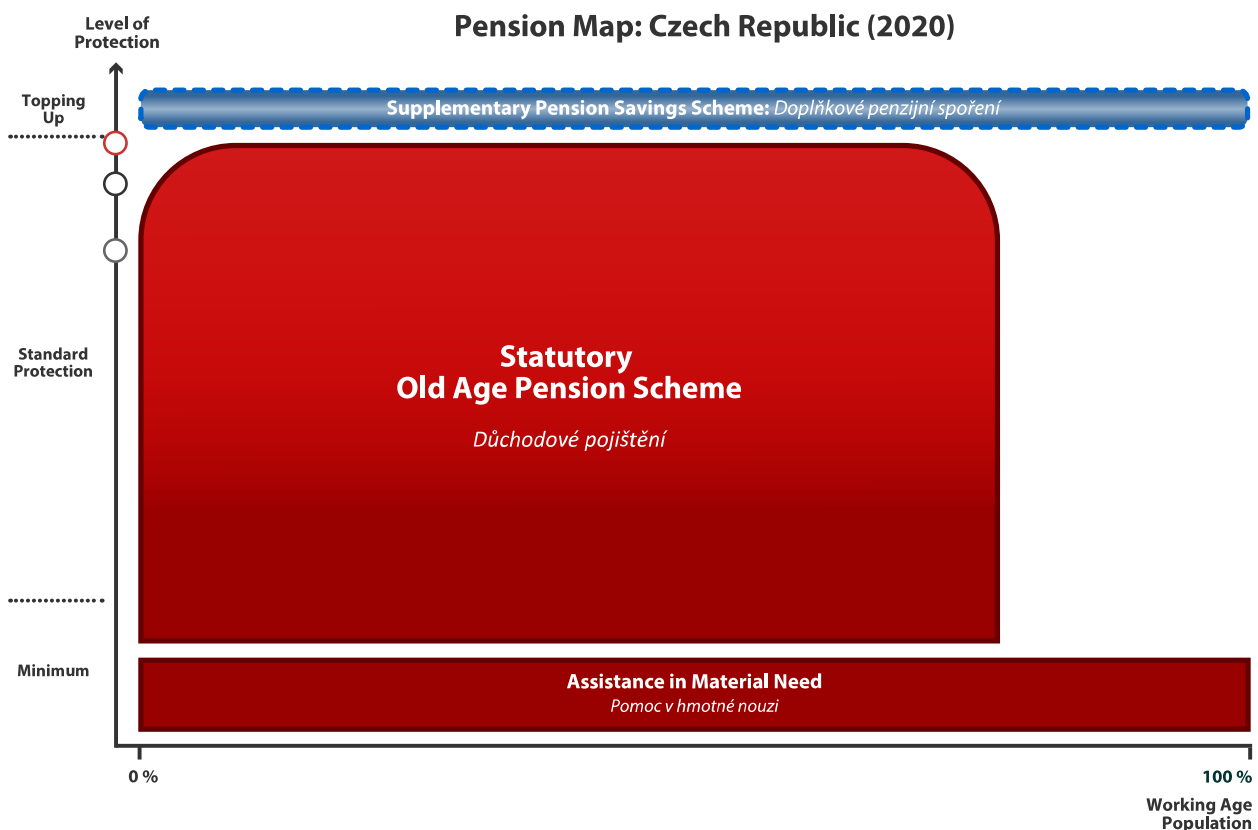 Pension Map: Czech Republic (2020)
Level of
Protection
Topping
Up
Supplementary Pension Savings Scheme: Doplňkové penzijní spoření
Standard
Protection
Statutory
Old Age Pension Scheme
Důchodové pojištění
Minimum
Assistance in Material Need
Pomoc v hmotné nouzi
0 %
100 %
Working Age
Population